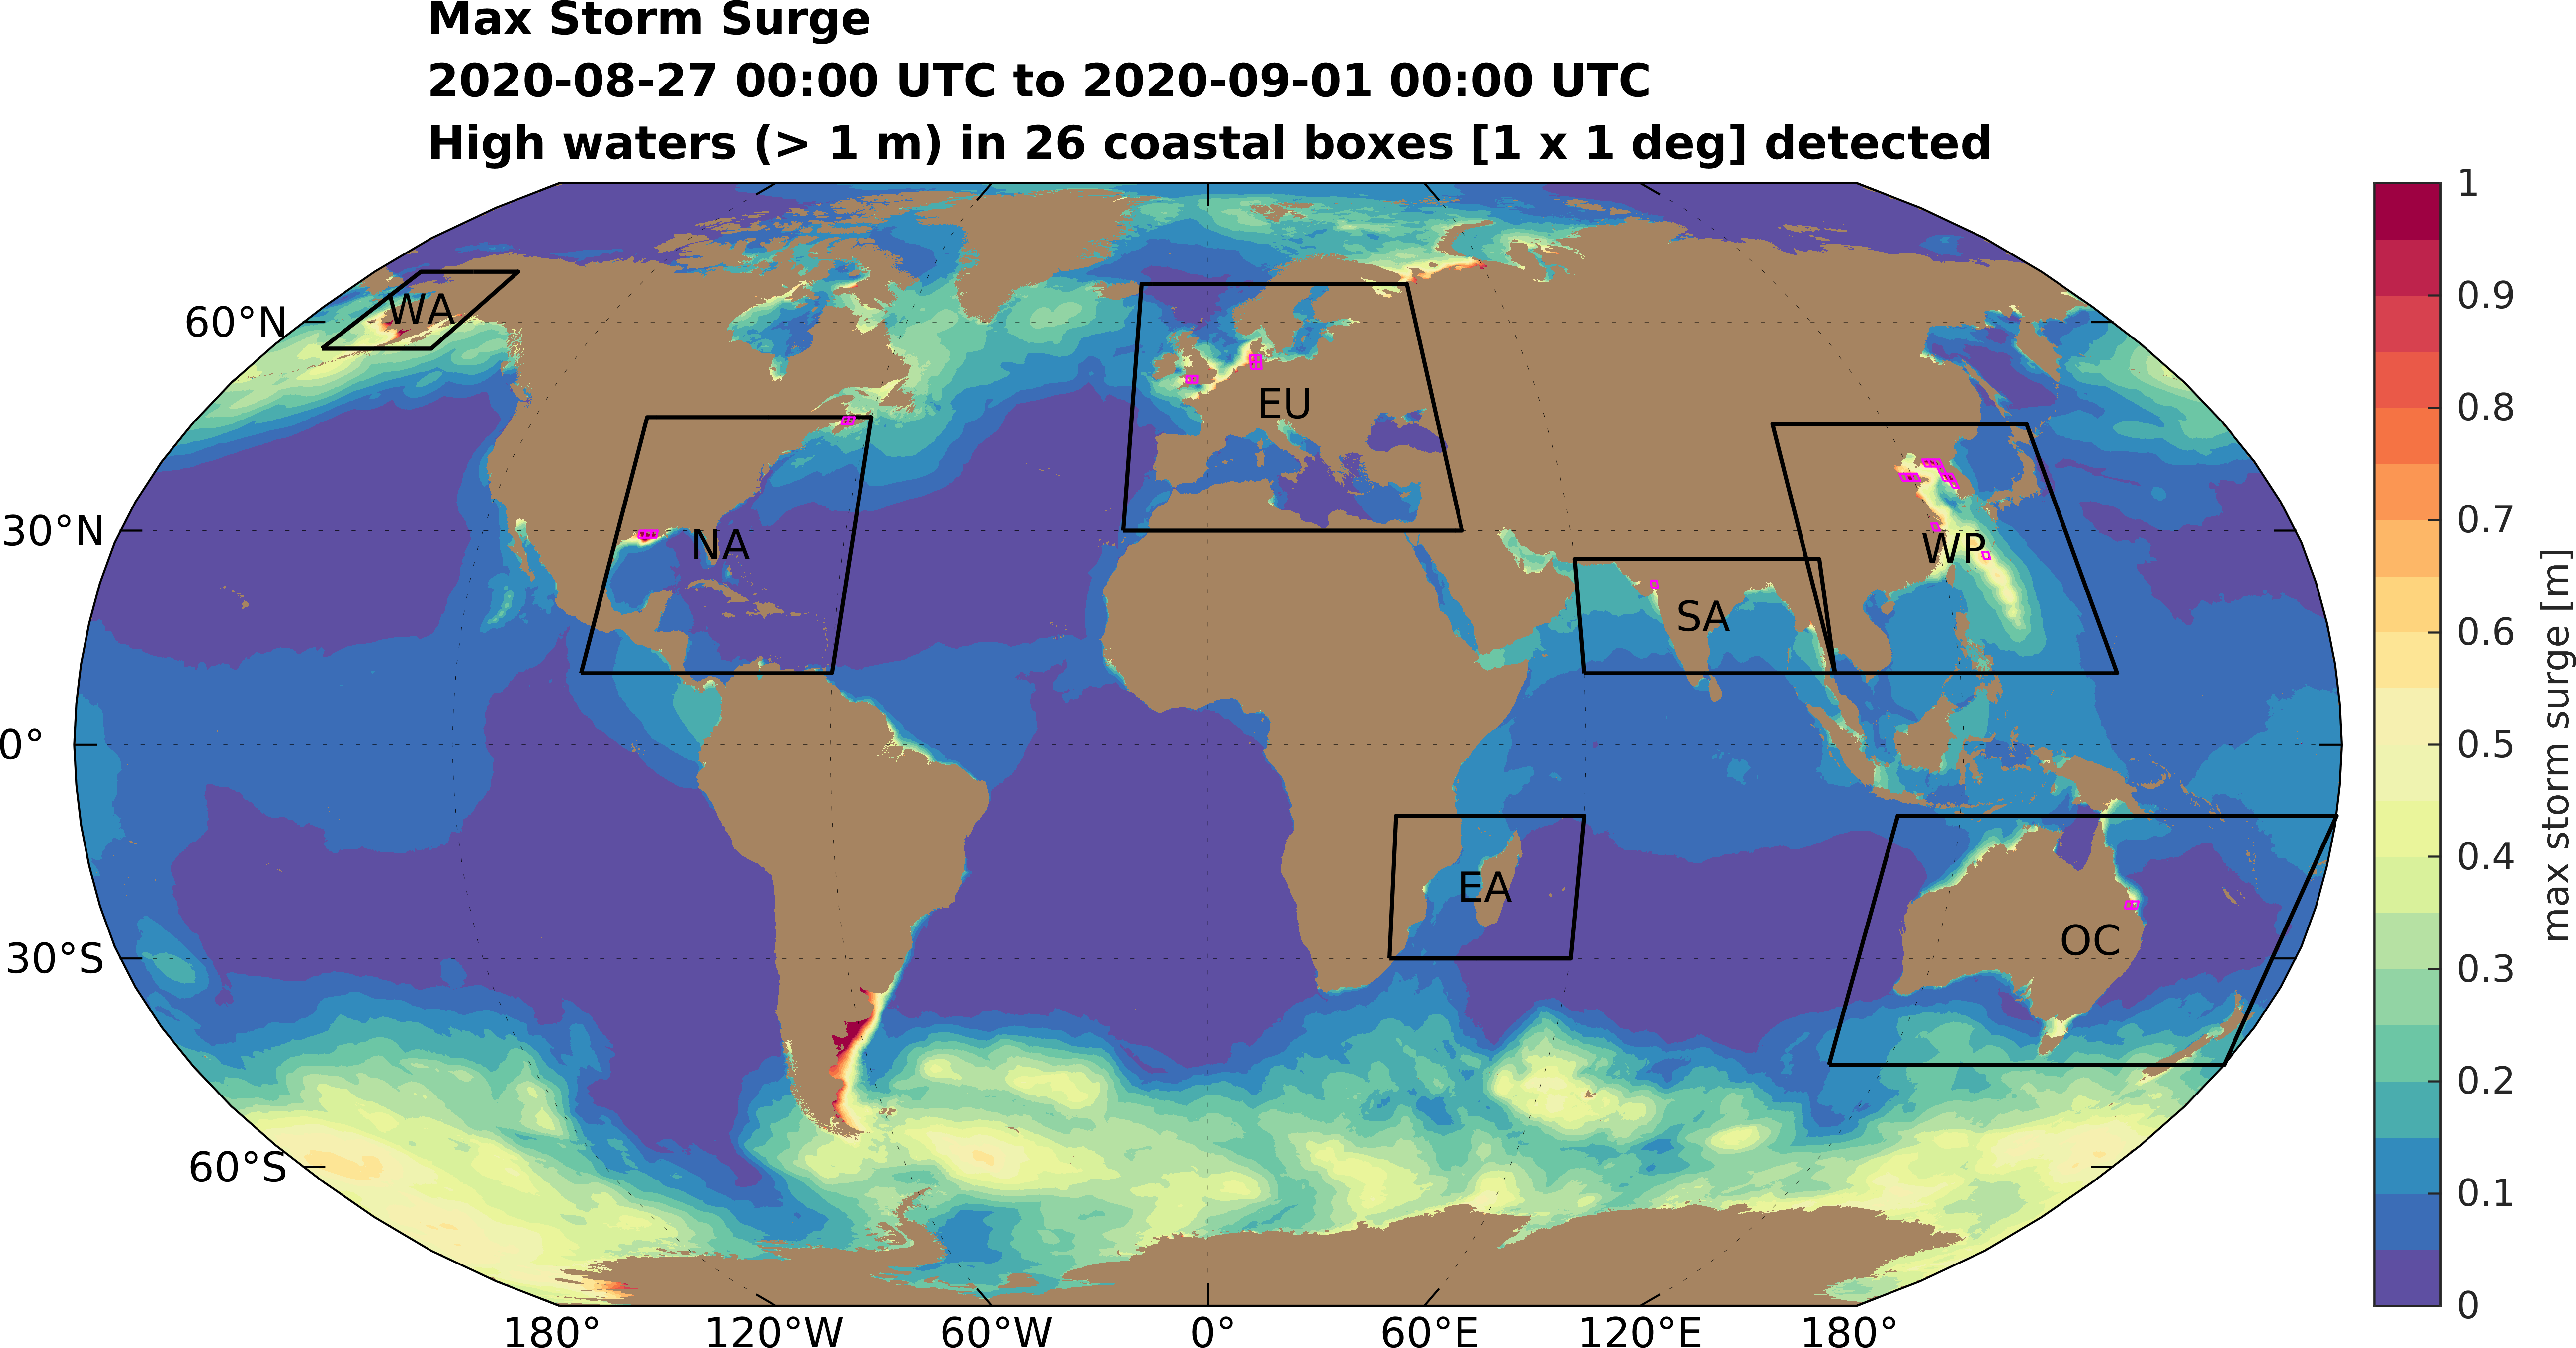 Max Storm Surge
2020-08-27 00:00 UTC to 2020-09-01 00:00 UTC
High waters (> 1 m) in 26 coastal boxes [1 x 1 deg] detected
60°N
30°N
0°
30°S
60°S
WA
NA
EU
SA
WP
EA
OC
180°
120°W
60°W
0°
60°E
120°E
180°
1
0.9
0.8
0.7
0.6
0.5
0.4
0.3
0.2
0.1
0
max storm surge [m]